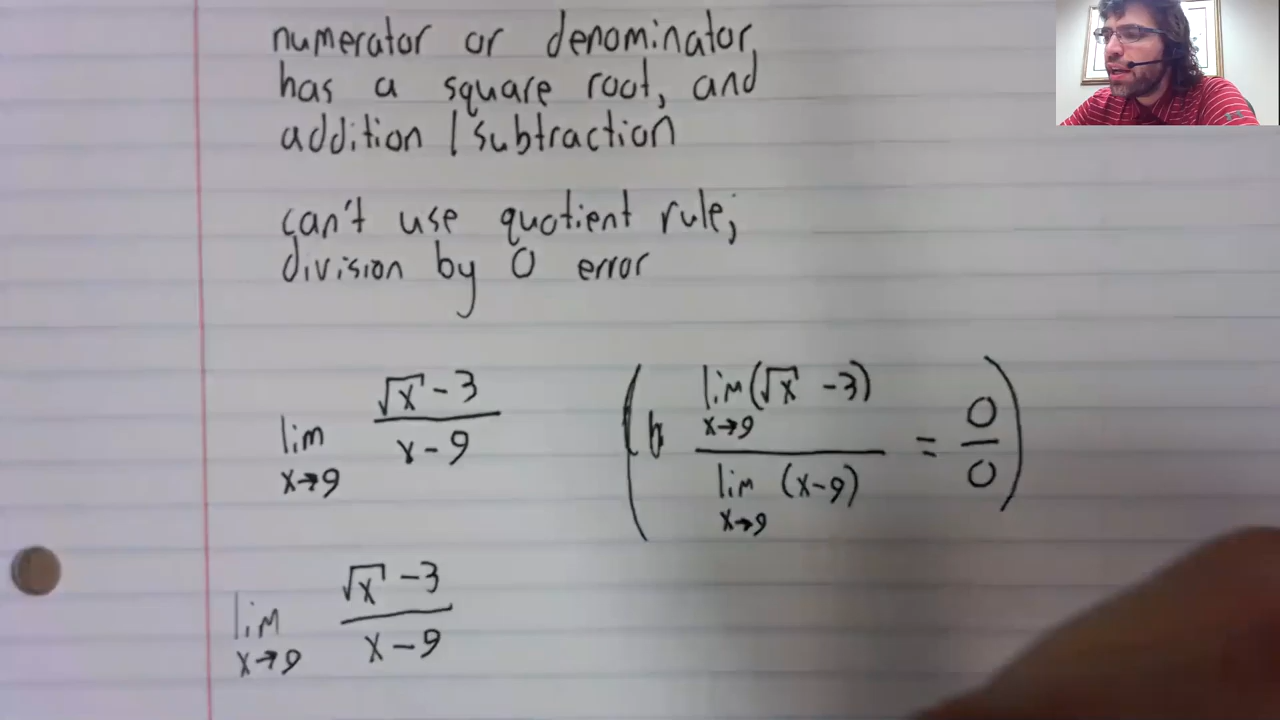 numerator or denominator,
has a square root, and
addition / subtraction
can't use quotient rule;
division by 0 error
lim x→9 (√x - 3)/(x - 9)
( lim x→9 (√x - 3) / lim x→9 (x-9) = 0/0 )
lim x→9 (√x - 3)/(x - 9)